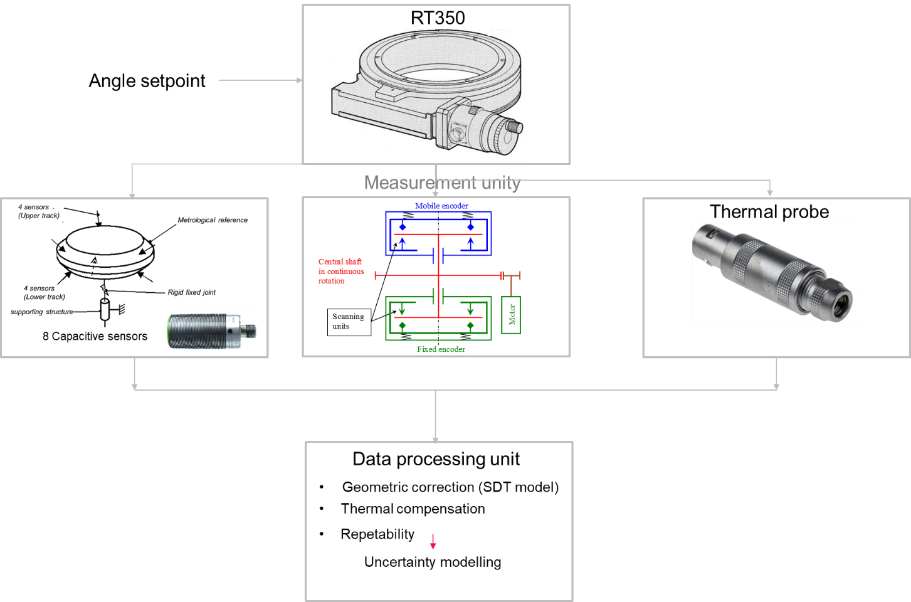 RT350
Angle setpoint
Measurement unity
4 sensors
(Upper track)
Metrological reference
4 sensors
(Lower track)
Rigid fixed joint
supporting structure
8 Capacitive sensors
Mobile encoder
Central shaft
in continuous
rotation
Scanning
units
Motor
Fixed encoder
Thermal probe
Data processing unit
• Geometric correction (SDT model)
• Thermal compensation
• Repetability
Uncertainty modelling